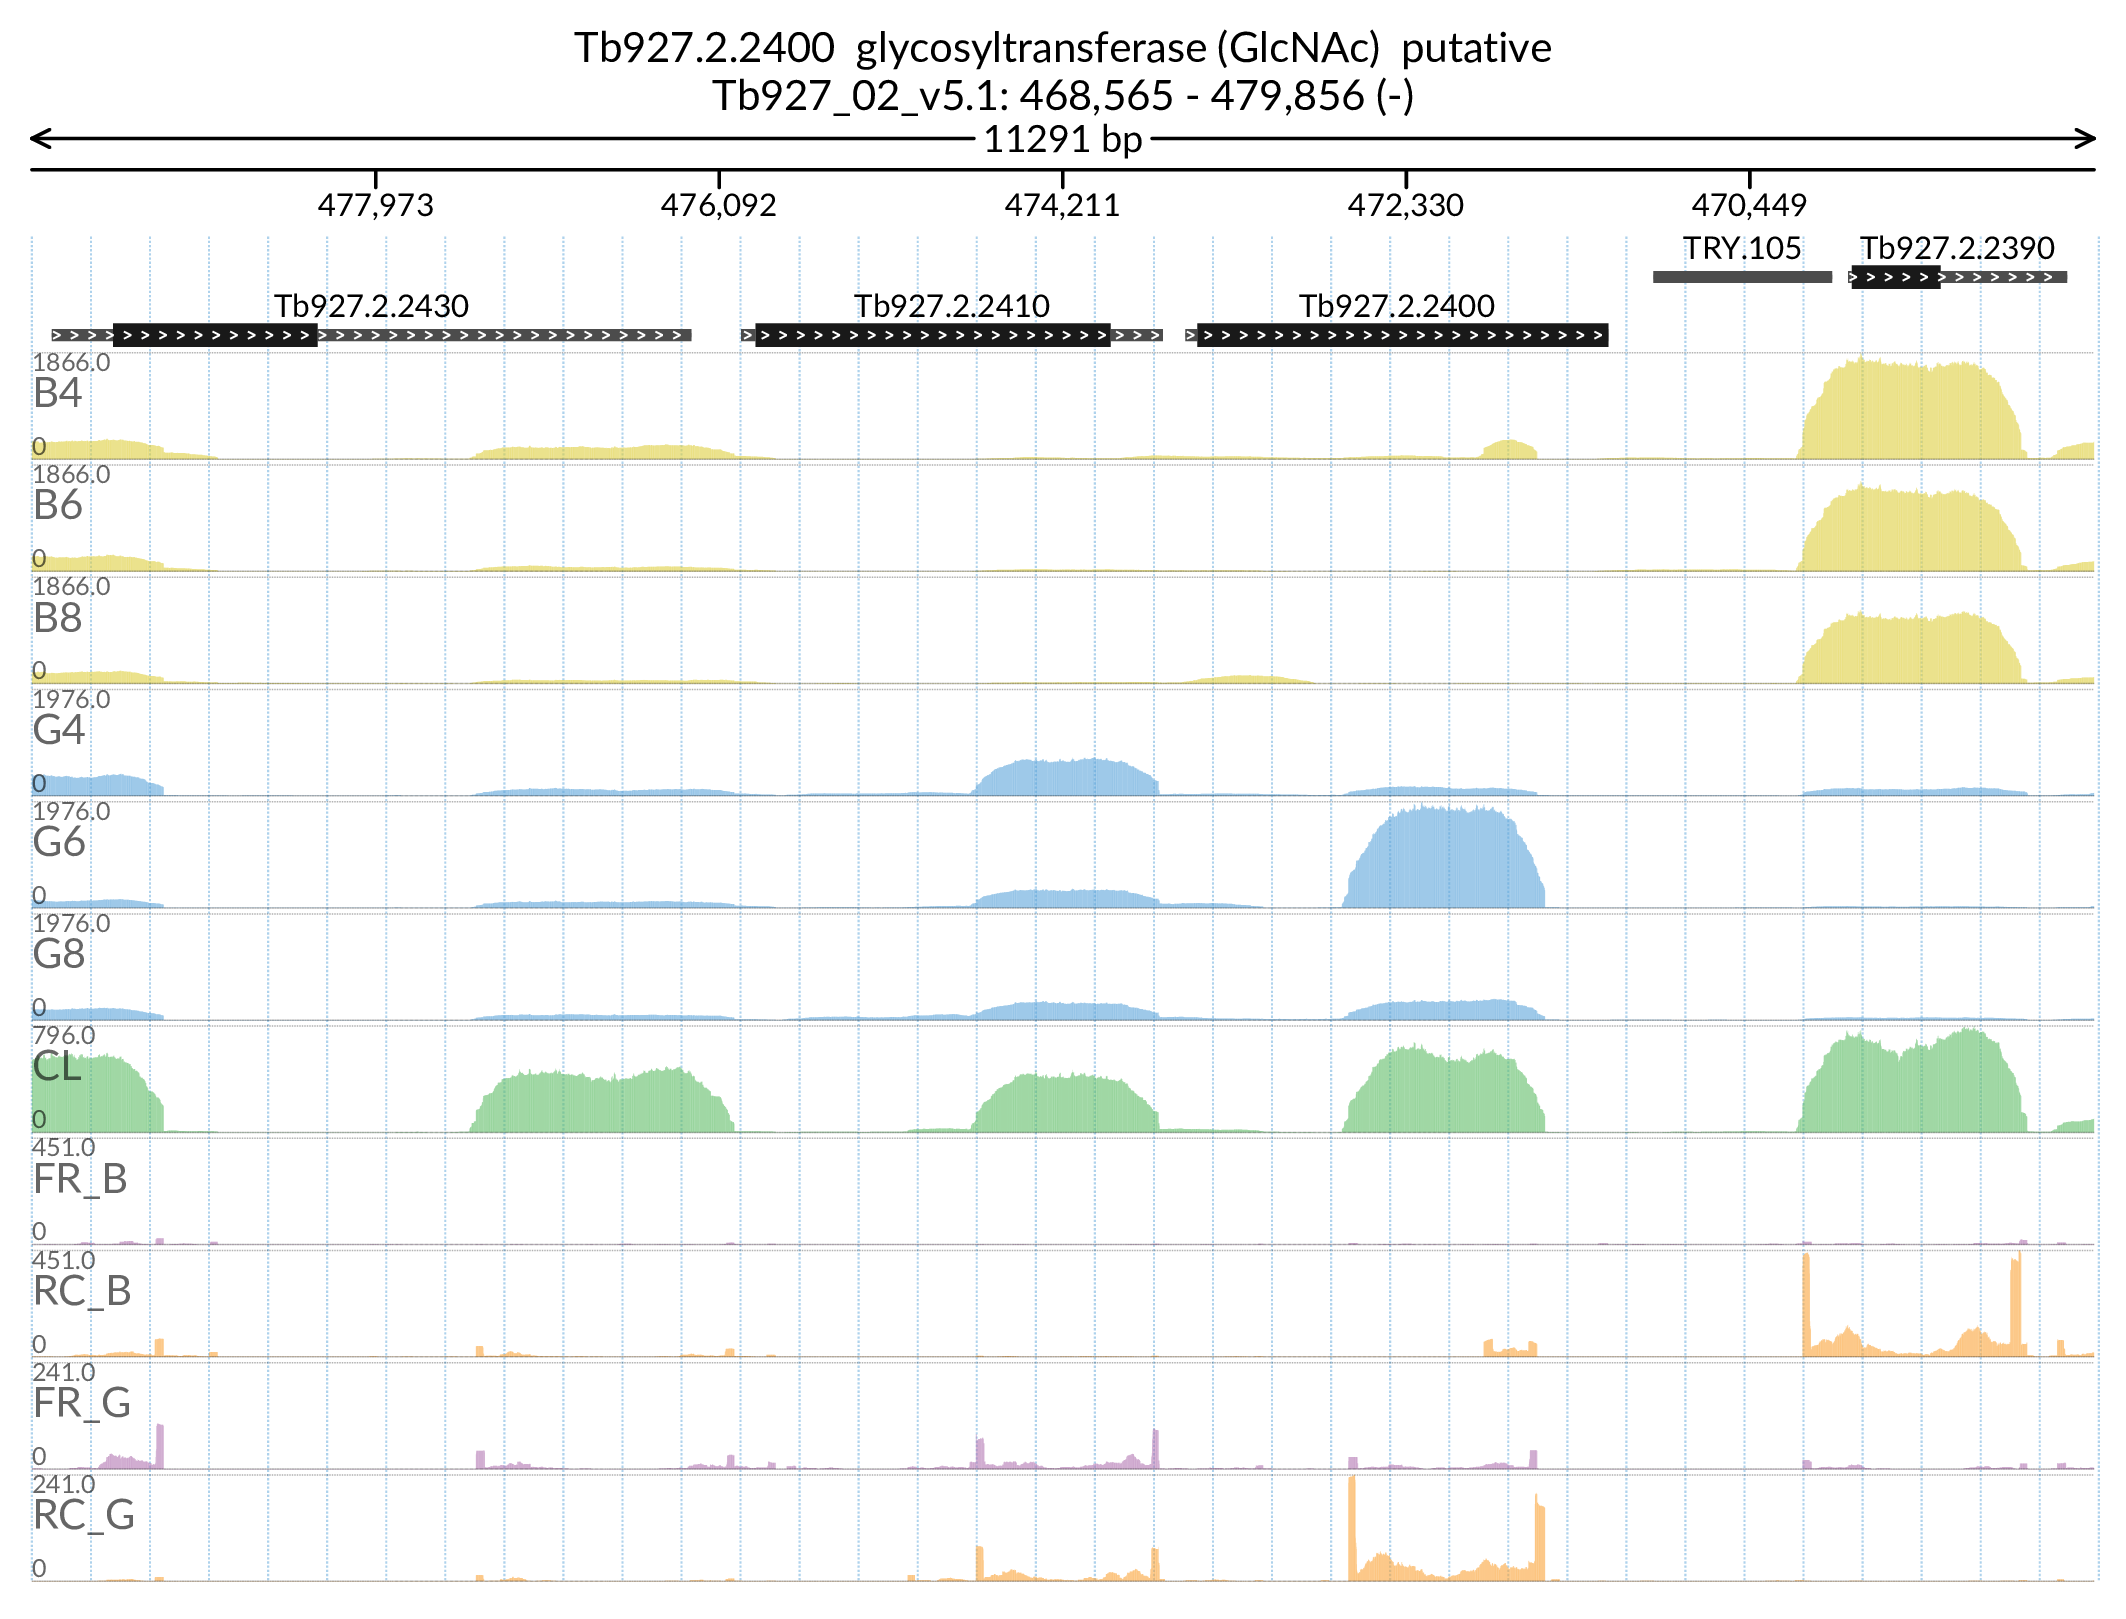 Tb927.2.2400  glycosyltransferase (GlcNAc)  putative
Tb927_02_v5.1: 468,565 - 479,856 (-)
11291 bp
477,973 476,092 474,211 472,330 470,449
TRY.105 Tb927.2.2390
Tb927.2.2430 Tb927.2.2410 Tb927.2.2400
1866.0
B4
0
1866.0
B6
0
1866.0
B8
0
1976.0
G4
0
1976.0
G6
0
1976.0
G8
0
796.0
CL
0
451.0
FR_B
0
451.0
RC_B
0
241.0
FR_G
0
241.0
RC_G
0